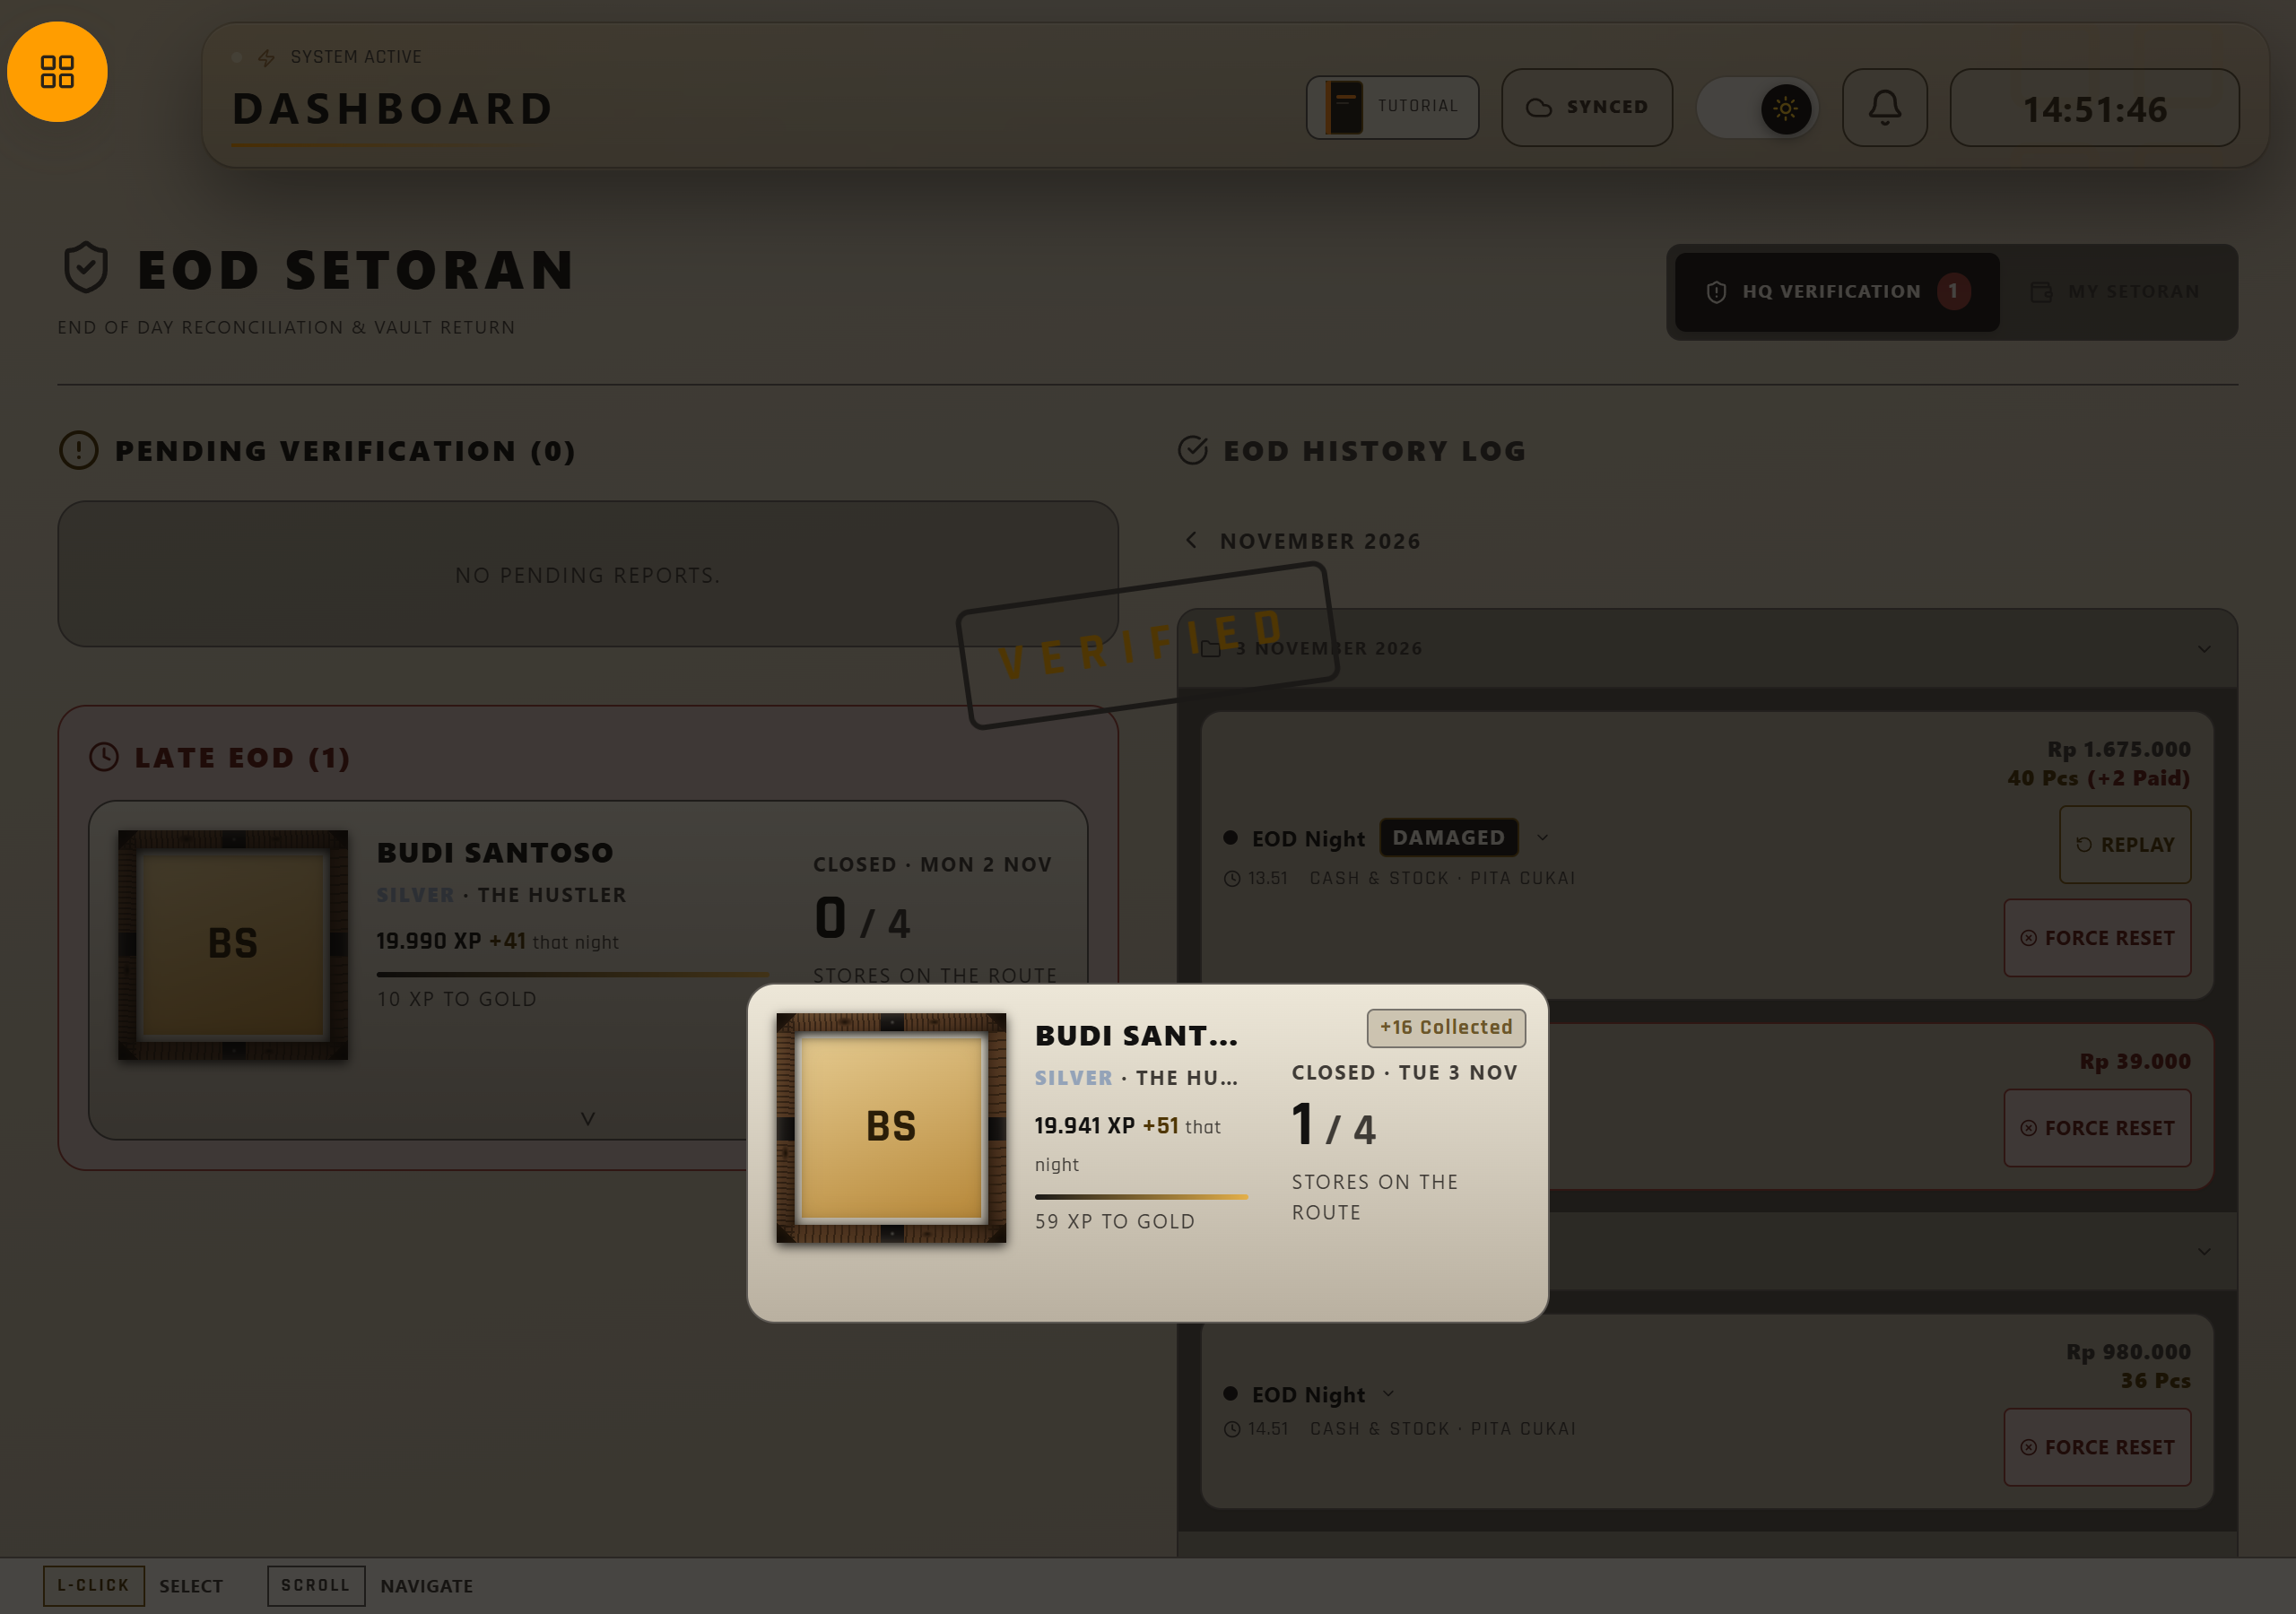 SYSTEM ACTIVE
DASHBOARD
TUTORIAL
SYNCED
14:51:46
EOD SETORAN
END OF DAY RECONCILIATION & VAULT RETURN
HQ VERIFICATION 1
MY SETORAN
PENDING VERIFICATION (0)
NO PENDING REPORTS.
LATE EOD (1)
BS
BUDI SANTOSO
SILVER · THE HUSTLER
19.990 XP +41 that night
10 XP TO GOLD
CLOSED · MON 2 NOV
0 / 4
STORES ON THE ROUTE
EOD HISTORY LOG
NOVEMBER 2026
VERIFIED
3 NOVEMBER 2026
Rp 1.675.000
40 Pcs (+2 Paid)
EOD Night DAMAGED
13.51 CASH & STOCK · PITA CUKAI
REPLAY
FORCE RESET
Rp 39.000
FORCE RESET
BS
BUDI SANT...
SILVER · THE HU...
19.941 XP +51 that
night
59 XP TO GOLD
+16 Collected
CLOSED · TUE 3 NOV
1 / 4
STORES ON THE
ROUTE
Rp 980.000
36 Pcs
EOD Night
14.51 CASH & STOCK · PITA CUKAI
FORCE RESET
L-CLICK SELECT
SCROLL NAVIGATE